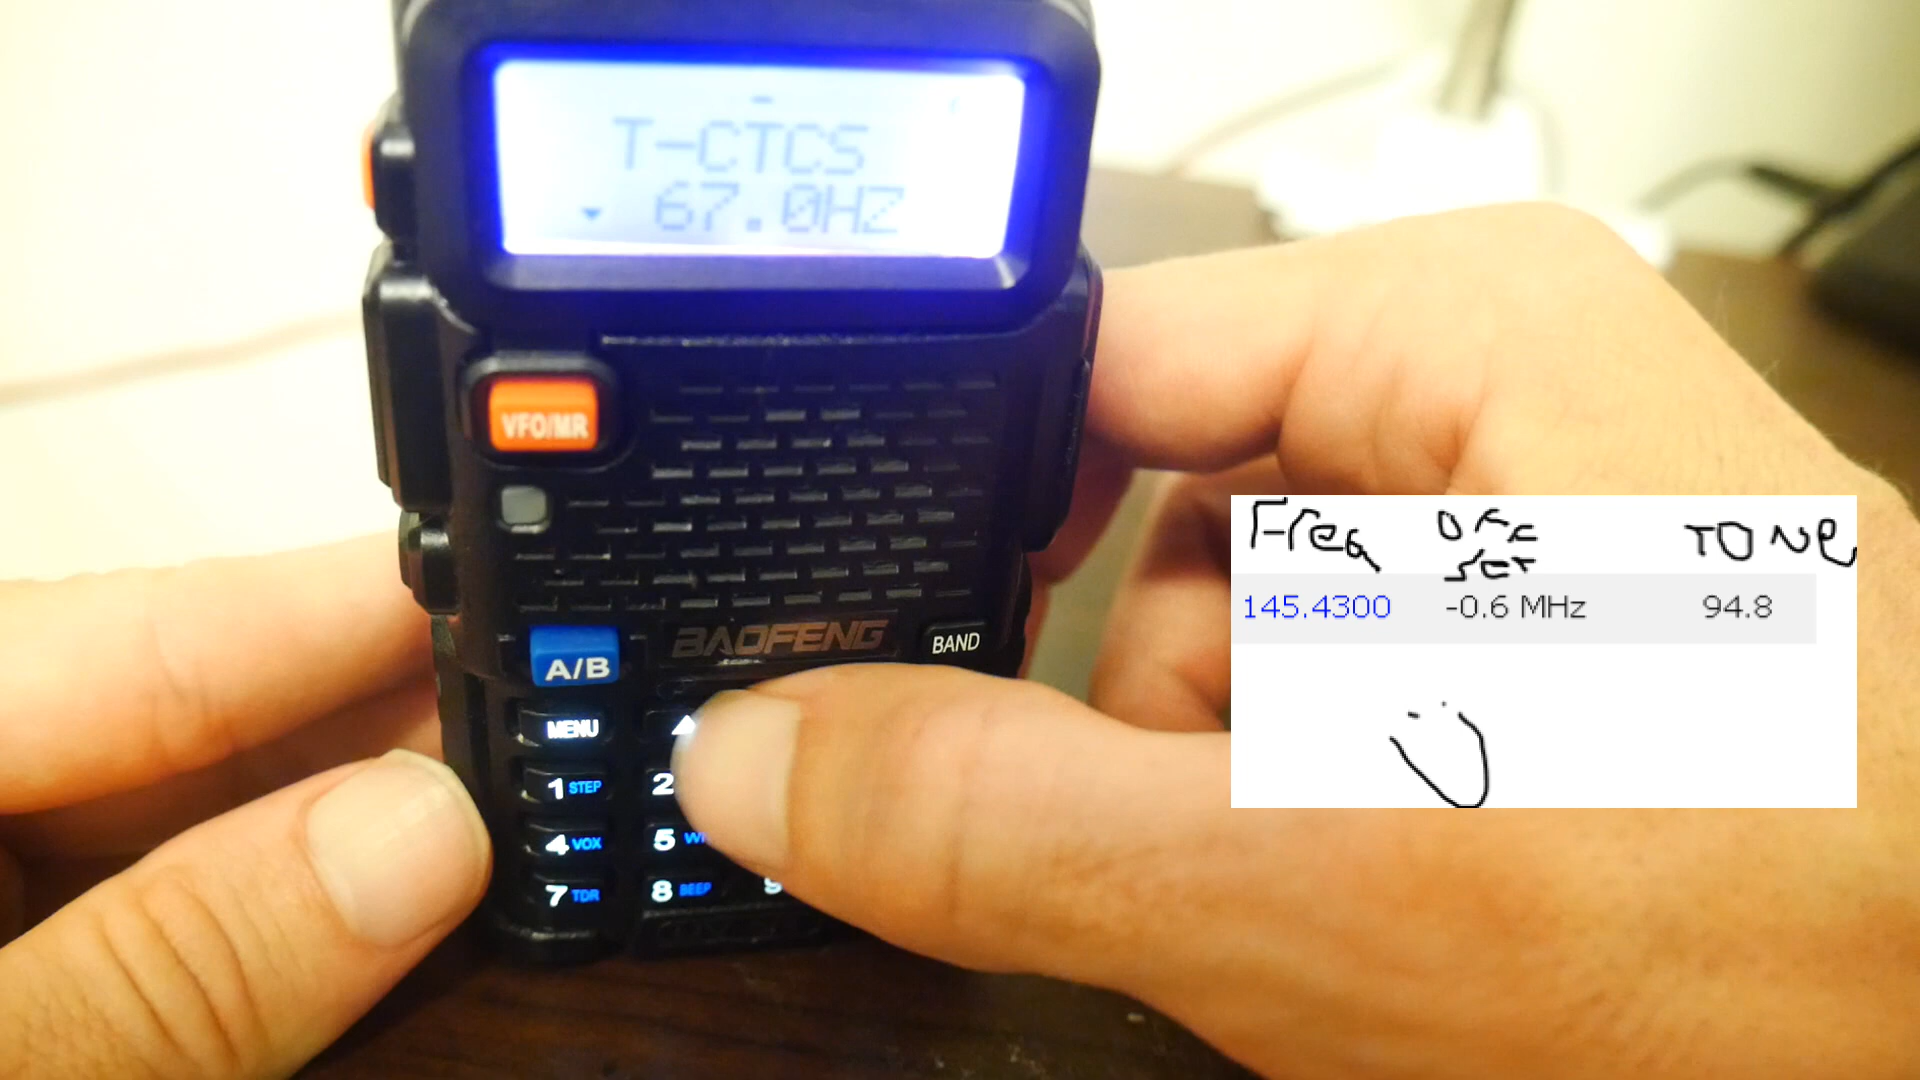 T-CTCS
67.0HZ
VFO/MR
BAOFENG
A/B
BAND
MENU
1 STEP
2
4 VOX
5
7 TDR
8 BEEP
9
Freq OFF SET TONE
145.4300 -0.6 MHz 94.8